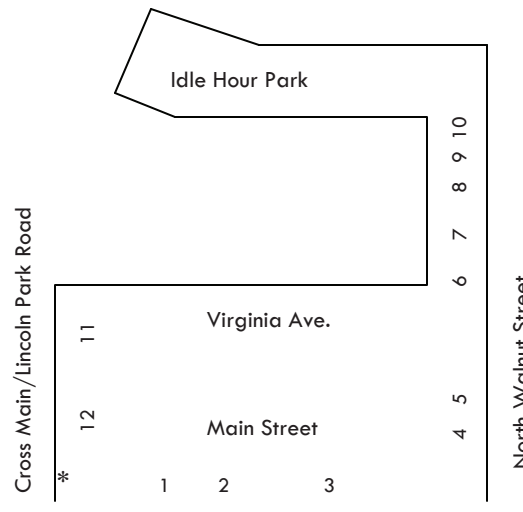 Idle Hour Park
10
9
8
7
6
Virginia Ave.
11
5
12
Main Street
4
*
1 2 3
Cross Main/Lincoln Park Road
North Walnut Street